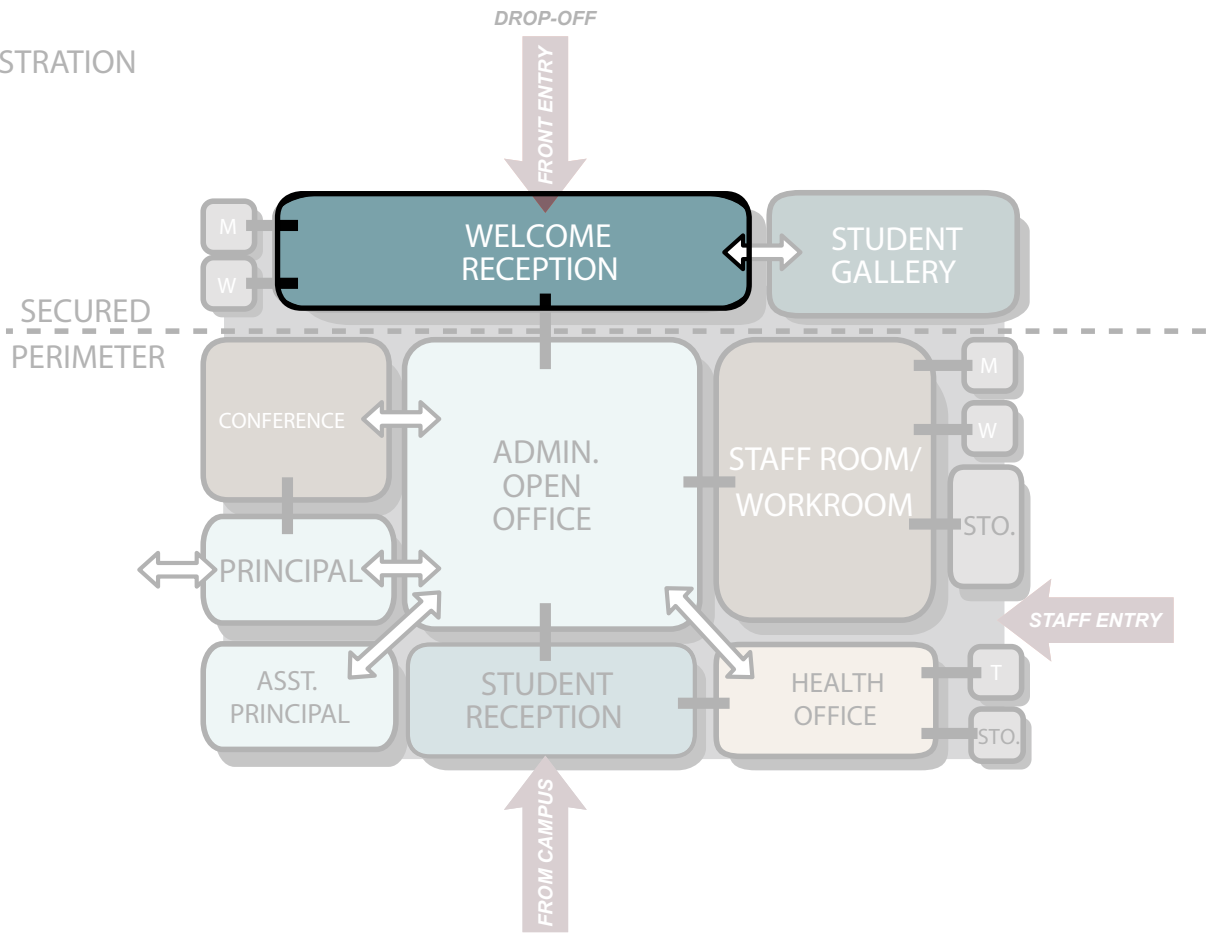 DROP-OFF
STRATION
FRONT ENTRY
M
W
WELCOME
RECEPTION
STUDENT
GALLERY
SECURED
PERIMETER
CONFERENCE
ADMIN.
OPEN
OFFICE
STAFF ROOM/
WORKROOM
M
W
STO.
PRINCIPAL
STAFF ENTRY
ASST.
PRINCIPAL
STUDENT
RECEPTION
HEALTH
OFFICE
T
STO.
FROM CAMPUS